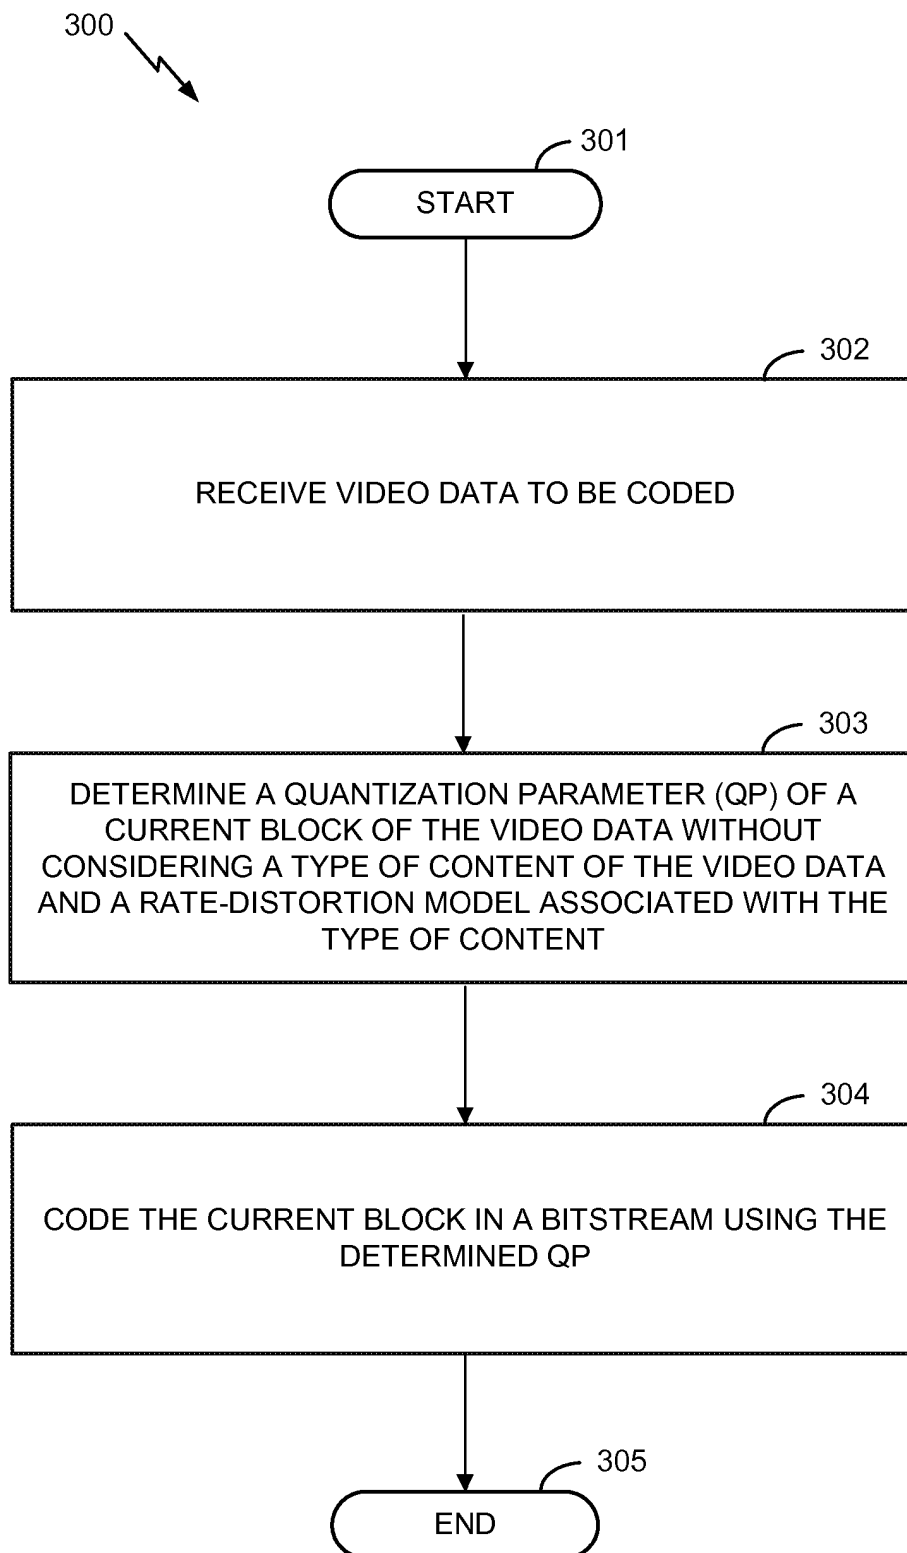 300
301
START
302
RECEIVE VIDEO DATA TO BE CODED
303
DETERMINE A QUANTIZATION PARAMETER (QP) OF A
CURRENT BLOCK OF THE VIDEO DATA WITHOUT
CONSIDERING A TYPE OF CONTENT OF THE VIDEO DATA
AND A RATE-DISTORTION MODEL ASSOCIATED WITH THE
TYPE OF CONTENT
304
CODE THE CURRENT BLOCK IN A BITSTREAM USING THE
DETERMINED QP
305
END